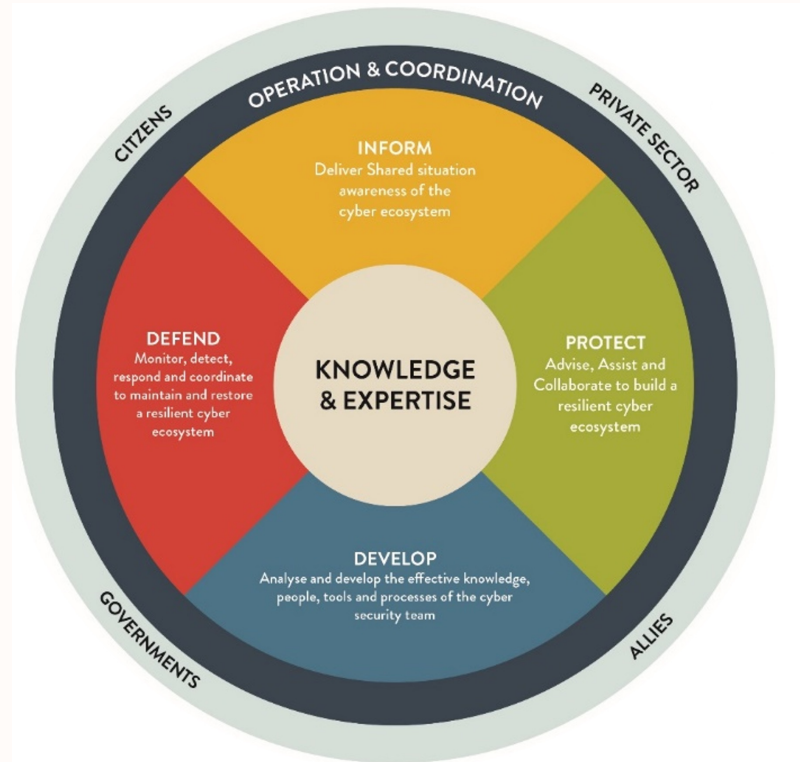 OPERATION & COORDINATION
CITZENS
PRIVATE SECTOR
INFORM
Deliver Shared situation
awareness of the
cyber ecosystem
DEFEND
Monitor, detect,
respond and coordinate
to maintain and restore
a resilient cyber
ecosystem
KNOWLEDGE
& EXPERTISE
PROTECT
Advise, Assist and
Collaborate to build a
resilient cyber
ecosystem
DEVELOP
Analyse and develop the effective knowledge,
people, tools and processes of the cyber
security team
GOVERNMENTS
ALLIES